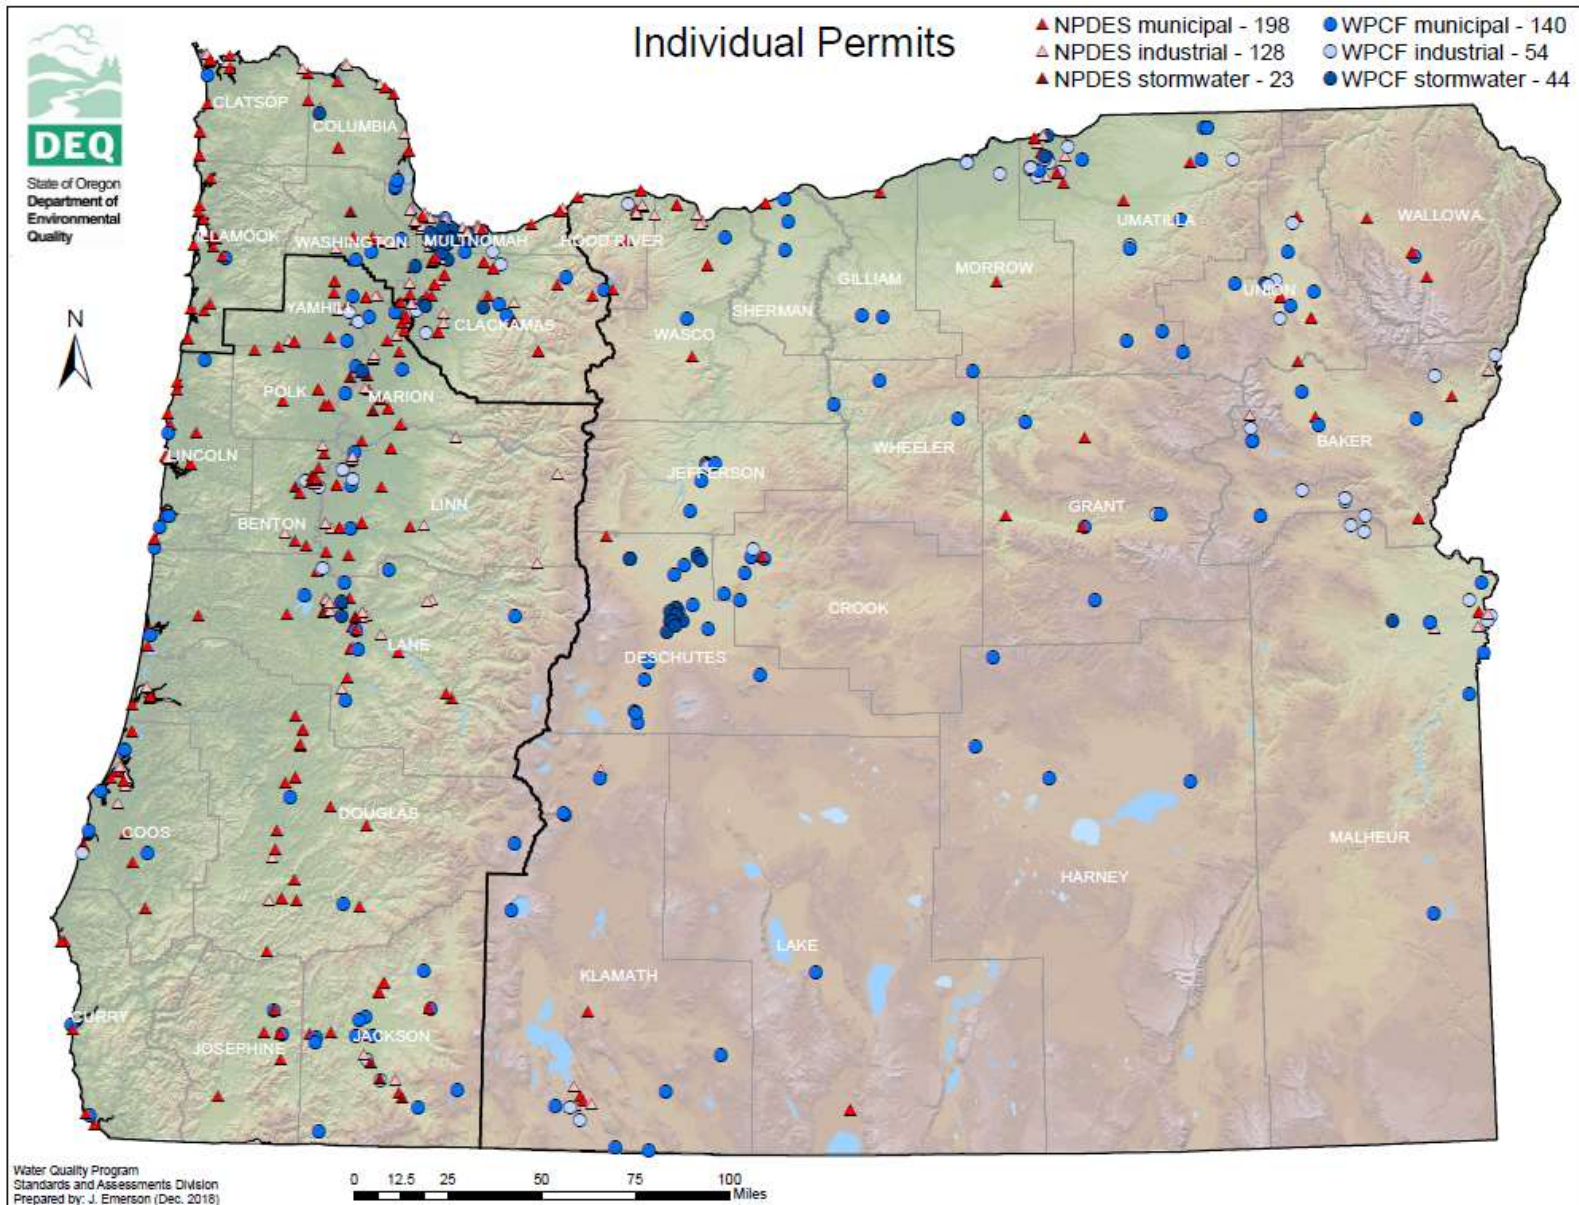 Individual Permits
NPDES municipal - 198
NPDES industrial - 128
NPDES stormwater - 23
WPCF municipal - 140
WPCF industrial - 54
WPCF stormwater - 44
DEQ
State of Oregon
Department of
Environmental
Quality
CLATSOP
COLUMBIA
TILLAMOOK
WASHINGTON
MULTNOMAH
HOOD RIVER
UMATILLA
WALLOWA
MORROW
GILLIAM
SHERMAN
UNION
N
YAMHILL
CLACKAMAS
WASCO
POLK
MARION
WHEELER
BAKER
LINCOLN
JEFFERSON
LINN
GRANT
BENTON
CROOK
LANE
DESCHUTES
DOUGLAS
COOS
MALHEUR
HARNEY
LAKE
KLAMATH
CURRY
JACKSON
JOSEPHINE
Water Quality Program
Standards and Assessments Division
Prepared by: J. Emerson (Dec. 2018)
0 12.5 25 50 75 100
Miles